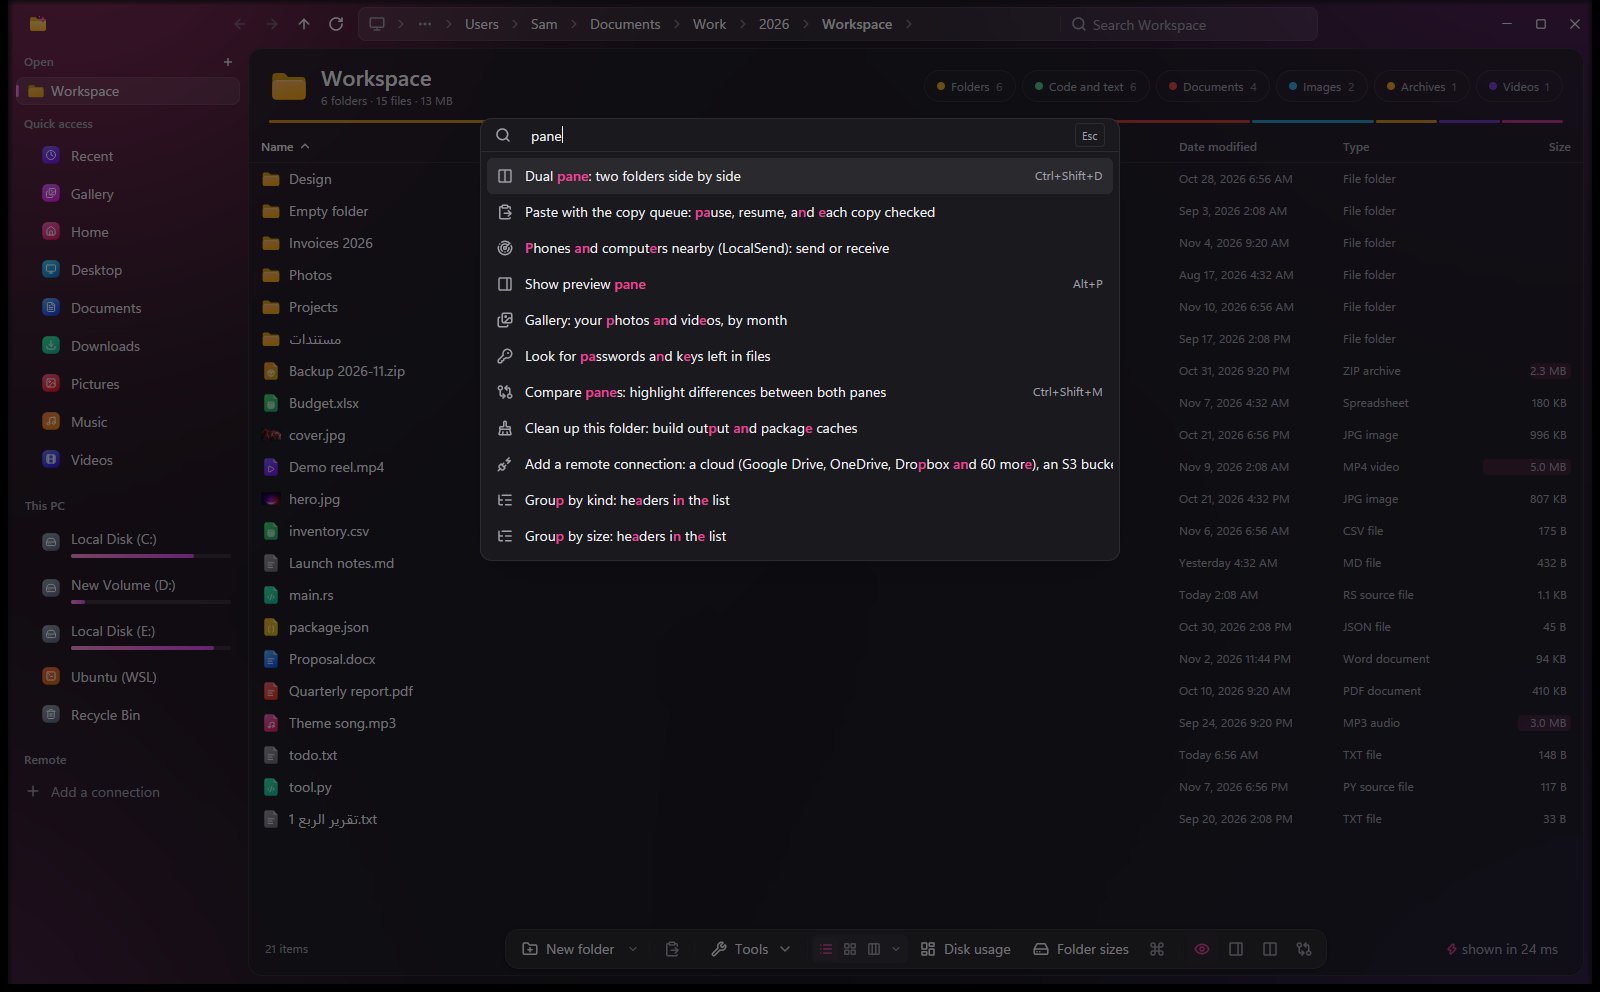 Users > Sam > Documents > Work > 2026 > Workspace >
Search Workspace
Open
+
Workspace
Quick access
Recent
Gallery
Home
Desktop
Documents
Downloads
Pictures
Music
Videos
This PC
Local Disk (C:)
New Volume (D:)
Local Disk (E:)
Ubuntu (WSL)
Recycle Bin
Remote
+ Add a connection
Workspace
6 folders · 15 files · 13 MB
Folders 6
Code and text 6
Documents 4
Images 2
Archives 1
Videos 1
pane
Esc
Dual pane: two folders side by side Ctrl+Shift+D
Paste with the copy queue: pause, resume, and each copy checked
Phones and computers nearby (LocalSend): send or receive
Show preview pane Alt+P
Gallery: your photos and videos, by month
Look for passwords and keys left in files
Compare panes: highlight differences between both panes Ctrl+Shift+M
Clean up this folder: build output and package caches
Add a remote connection: a cloud (Google Drive, OneDrive, Dropbox and 60 more), an S3 bucke
Group by kind: headers in the list
Group by size: headers in the list
Name Date modified Type Size
Design Oct 28, 2026 6:56 AM File folder
Empty folder Sep 3, 2026 2:08 AM File folder
Invoices 2026 Nov 4, 2026 9:20 AM File folder
Photos Aug 17, 2026 4:32 AM File folder
Projects Nov 10, 2026 6:56 AM File folder
مستندات Sep 17, 2026 2:08 PM File folder
Backup 2026-11.zip Oct 31, 2026 9:20 PM ZIP archive 2.3 MB
Budget.xlsx Nov 7, 2026 4:32 AM Spreadsheet 180 KB
cover.jpg Oct 21, 2026 6:56 PM JPG image 996 KB
Demo reel.mp4 Nov 9, 2026 2:08 AM MP4 video 5.0 MB
hero.jpg Oct 21, 2026 4:32 PM JPG image 807 KB
inventory.csv Nov 6, 2026 6:56 AM CSV file 175 B
Launch notes.md Yesterday 4:32 AM MD file 432 B
main.rs Today 2:08 AM RS source file 1.1 KB
package.json Oct 30, 2026 2:08 PM JSON file 45 B
Proposal.docx Nov 2, 2026 11:44 PM Word document 94 KB
Quarterly report.pdf Oct 10, 2026 9:20 AM PDF document 410 KB
Theme song.mp3 Sep 24, 2026 9:20 PM MP3 audio 3.0 MB
todo.txt Today 6:56 AM TXT file 148 B
tool.py Nov 7, 2026 6:56 PM PY source file 117 B
تقرير الربع 1.txt Sep 20, 2026 2:08 PM TXT file 33 B
21 items
New folder
Tools
Disk usage
Folder sizes
shown in 24 ms